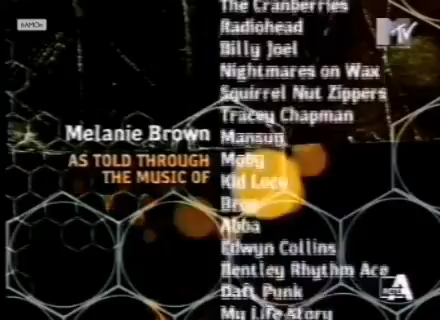 The Cranberries
Radiohead
Billy Joel
Nightmares on Wax
Squirrel Nut Zippers
Tracey Chapman
Melanie Brown
AS TOLD THROUGH
THE MUSIC OF
Mansun
Moby
Kid Loco
Abba
Edwyn Collins
Bentley Rhythm Ace
Daft Punk
My Life Story
MTV